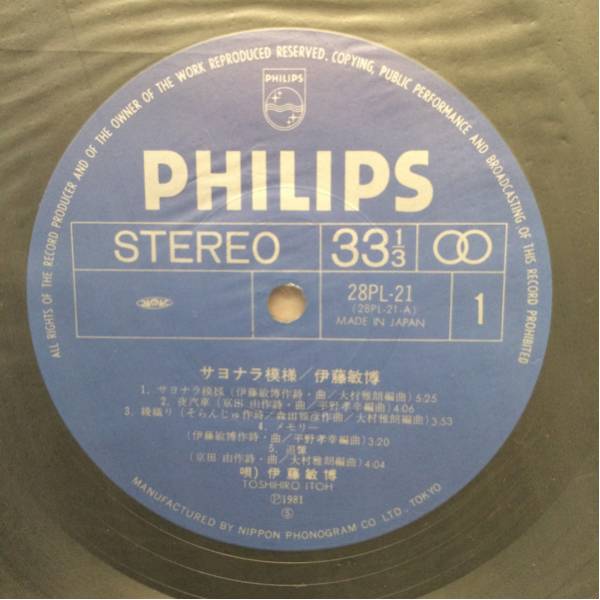 ALL RIGHTS OF THE RECORD PRODUCER AND OF THE OWNER OF THE WORK REPRODUCED RESERVED. COPYING, PUBLIC PERFORMANCE AND BROADCASTING OF THIS RECORD PROHIBITED
PHILIPS
PHILIPS
STEREO 33 1/3
28PL-21
(28PL-21-A)
MADE IN JAPAN
1
サヨナラ模様/伊藤敏博
1. サヨナラ模様 (伊藤敏博作詩・曲/大村雅朗編曲) 5:25
2. 夜汽車 (京田 由作詩・曲/平野孝幸編曲) 4:06
3. 綾織り (そらんじゅ作詩/森田雅彦作曲/大村雅朗編曲) 3:53
4. メモリー
(伊藤敏博作詩・曲/平野孝幸編曲) 3:20
5. 追慕
(京田 由作詩・曲/大村雅朗編曲) 4:04
唄) 伊藤敏博
TOSHIHIRO ITOH
Ⓟ1981
Ⓢ
MANUFACTURED BY NIPPON PHONOGRAM CO. LTD., TOKYO